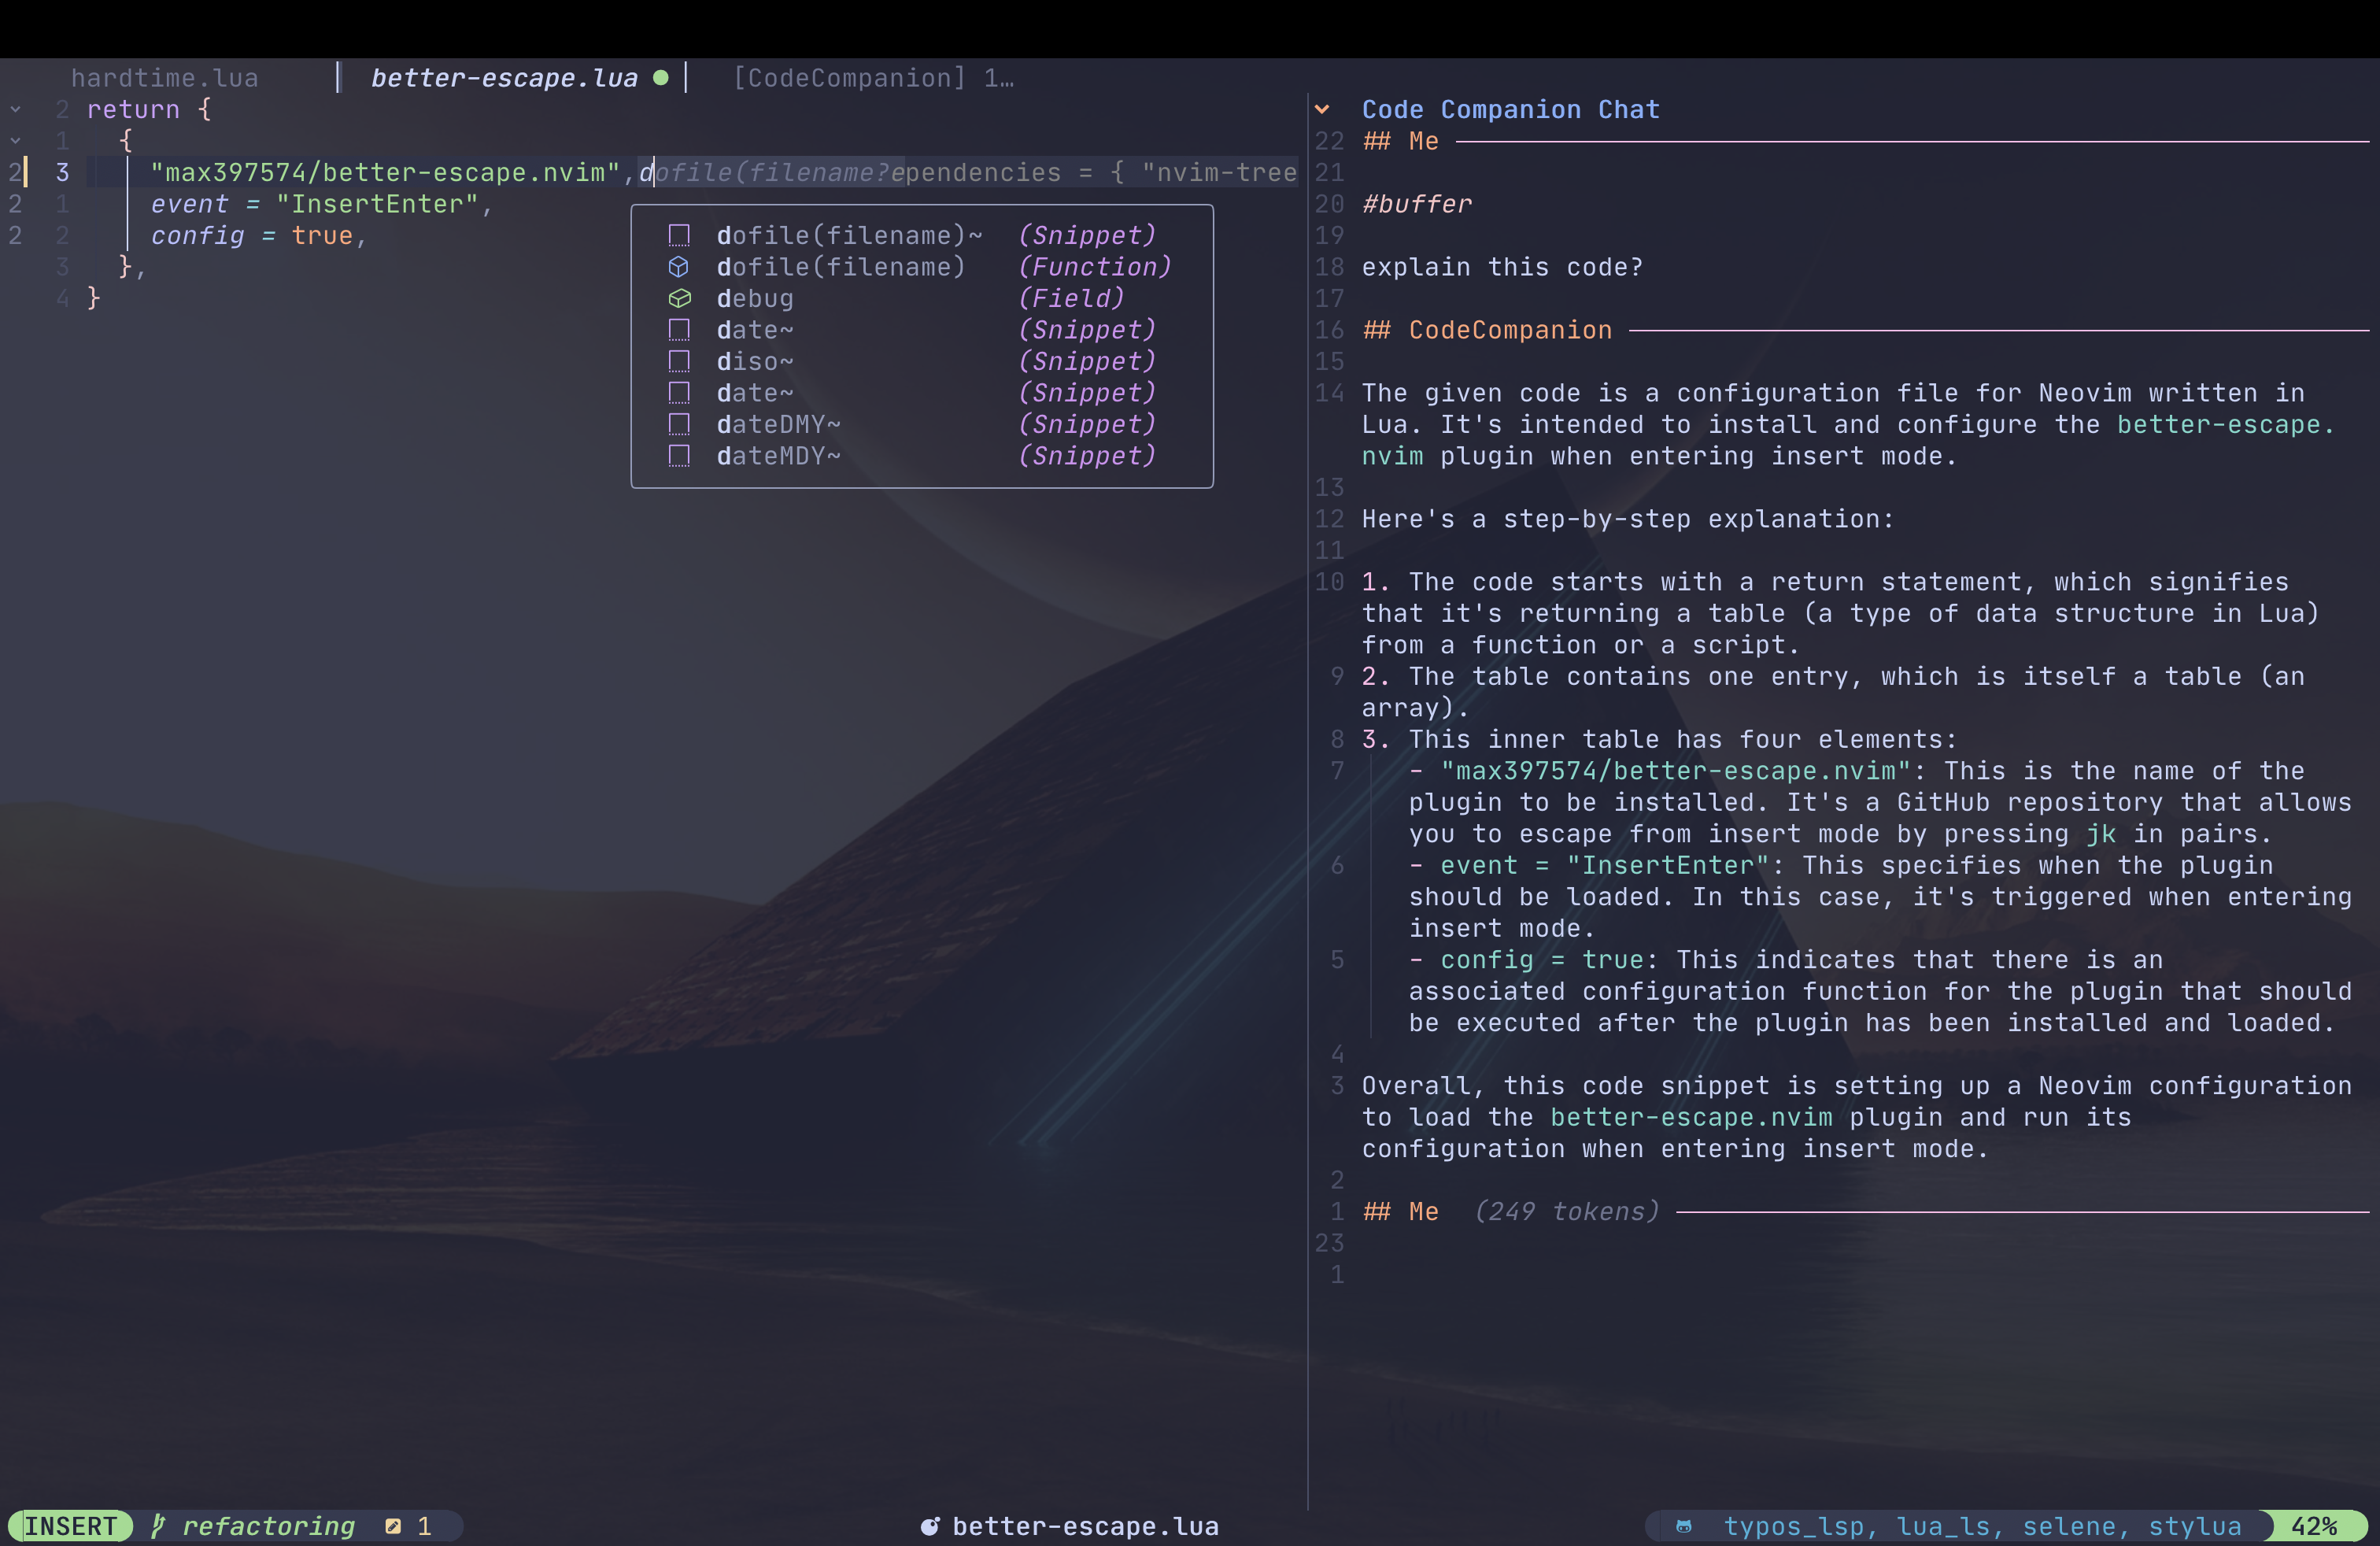 hardtime.lua better-escape.lua [CodeCompanion] 1…
2 return {
1 {
2 3 "max397574/better-escape.nvim",dofile(filename?ependencies = { "nvim-tree
2 1 event = "InsertEnter",
2 2 config = true,
3 },
4 }
dofile(filename)~ (Snippet)
dofile(filename) (Function)
debug (Field)
date~ (Snippet)
diso~ (Snippet)
date~ (Snippet)
dateDMY~ (Snippet)
dateMDY~ (Snippet)
Code Companion Chat
22 ## Me
21
20 #buffer
19
18 explain this code?
17
16 ## CodeCompanion
15
14 The given code is a configuration file for Neovim written in
Lua. It's intended to install and configure the better-escape.
nvim plugin when entering insert mode.
13
12 Here's a step-by-step explanation:
11
10 1. The code starts with a return statement, which signifies
that it's returning a table (a type of data structure in Lua)
from a function or a script.
9 2. The table contains one entry, which is itself a table (an
array).
8 3. This inner table has four elements:
7 - "max397574/better-escape.nvim": This is the name of the
plugin to be installed. It's a GitHub repository that allows
you to escape from insert mode by pressing jk in pairs.
6 - event = "InsertEnter": This specifies when the plugin
should be loaded. In this case, it's triggered when entering
insert mode.
5 - config = true: This indicates that there is an
associated configuration function for the plugin that should
be executed after the plugin has been installed and loaded.
4
3 Overall, this code snippet is setting up a Neovim configuration
to load the better-escape.nvim plugin and run its
configuration when entering insert mode.
2
1 ## Me (249 tokens)
23
1
INSERT refactoring 1 better-escape.lua typos_lsp, lua_ls, selene, stylua 42%